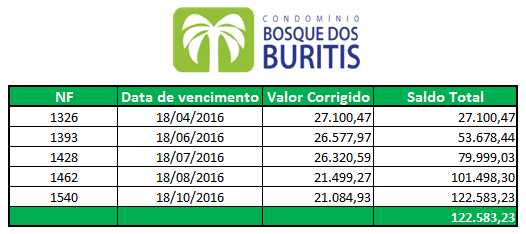 CONDOMÍNIO
BOSQUE DOS
BURITIS
NF Data de vencimento Valor Corrigido Saldo Total
1326 18/04/2016 27.100,47 27.100,47
1393 18/06/2016 26.577,97 53.678,44
1428 18/07/2016 26.320,59 79.999,03
1462 18/08/2016 21.499,27 101.498,30
1540 18/10/2016 21.084,93 122.583,23
122.583,23